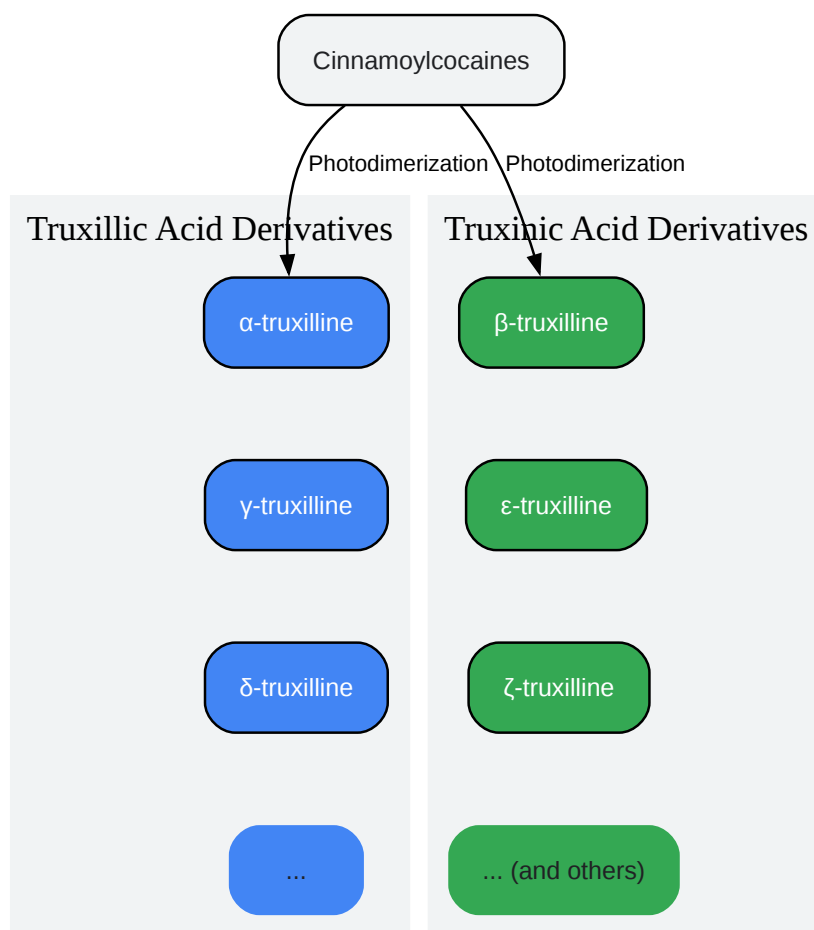 Cinnamoylcocaines
Photodimerization
Photodimerization
Truxillic Acid Derivatives
α-truxilline
γ-truxilline
δ-truxilline
...
Truxinic Acid Derivatives
β-truxilline
ε-truxilline
ζ-truxilline
... (and others)